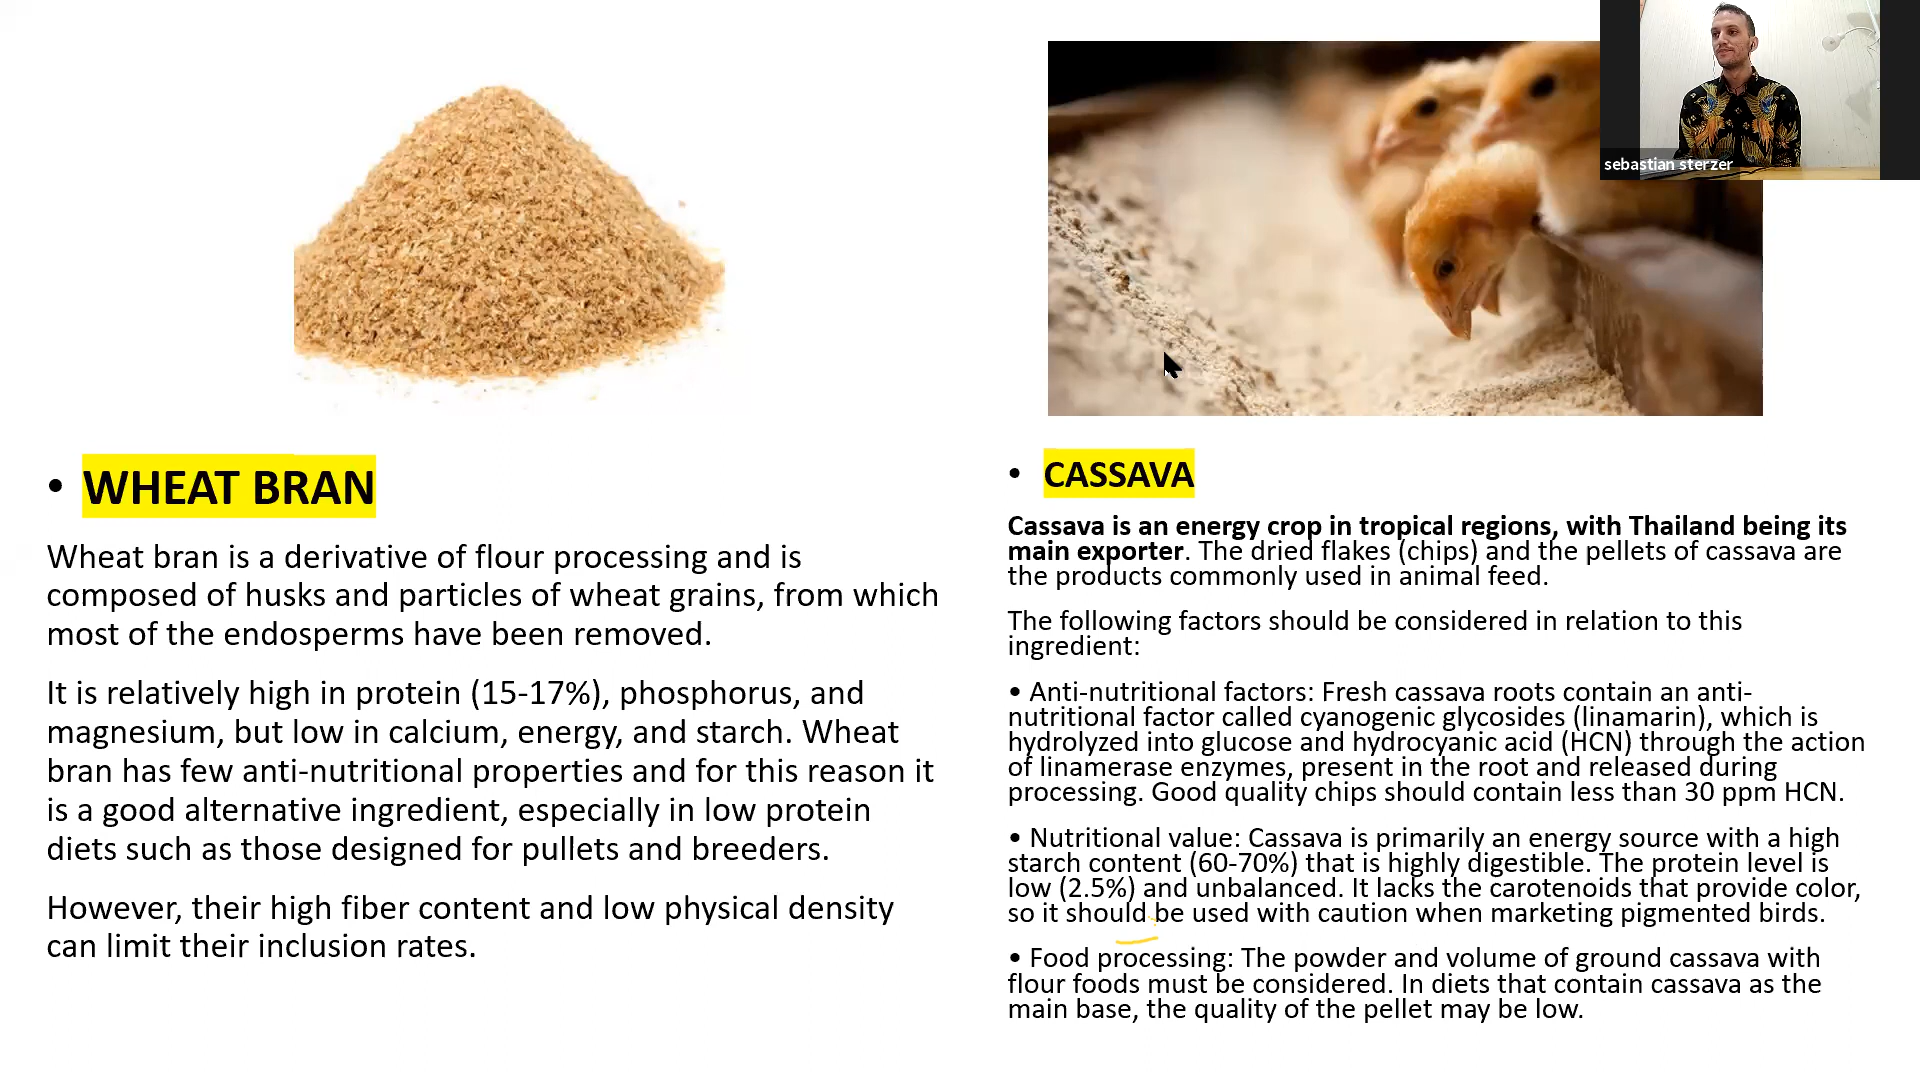 sebastian sterzer
• WHEAT BRAN
Wheat bran is a derivative of flour processing and is
composed of husks and particles of wheat grains, from which
most of the endosperms have been removed.
It is relatively high in protein (15-17%), phosphorus, and
magnesium, but low in calcium, energy, and starch. Wheat
bran has few anti-nutritional properties and for this reason it
is a good alternative ingredient, especially in low protein
diets such as those designed for pullets and breeders.
However, their high fiber content and low physical density
can limit their inclusion rates.
• CASSAVA
Cassava is an energy crop in tropical regions, with Thailand being its
main exporter. The dried flakes (chips) and the pellets of cassava are
the products commonly used in animal feed.
The following factors should be considered in relation to this
ingredient:
• Anti-nutritional factors: Fresh cassava roots contain an anti-
nutritional factor called cyanogenic glycosides (linamarin), which is
hydrolyzed into glucose and hydrocyanic acid (HCN) through the action
of linamerase enzymes, present in the root and released during
processing. Good quality chips should contain less than 30 ppm HCN.
• Nutritional value: Cassava is primarily an energy source with a high
starch content (60-70%) that is highly digestible. The protein level is
low (2.5%) and unbalanced. It lacks the carotenoids that provide color,
so it should be used with caution when marketing pigmented birds.
• Food processing: The powder and volume of ground cassava with
flour foods must be considered. In diets that contain cassava as the
main base, the quality of the pellet may be low.